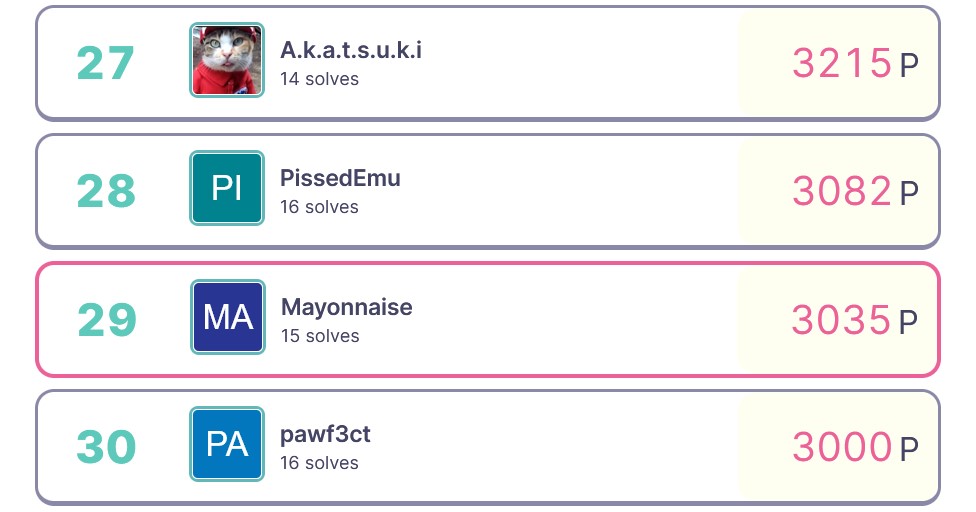 27
A.k.a.t.s.u.k.i
14 solves
3215 P
28
PI
PissedEmu
16 solves
3082 P
29
MA
Mayonnaise
15 solves
3035 P
30
PA
pawf3ct
16 solves
3000 P